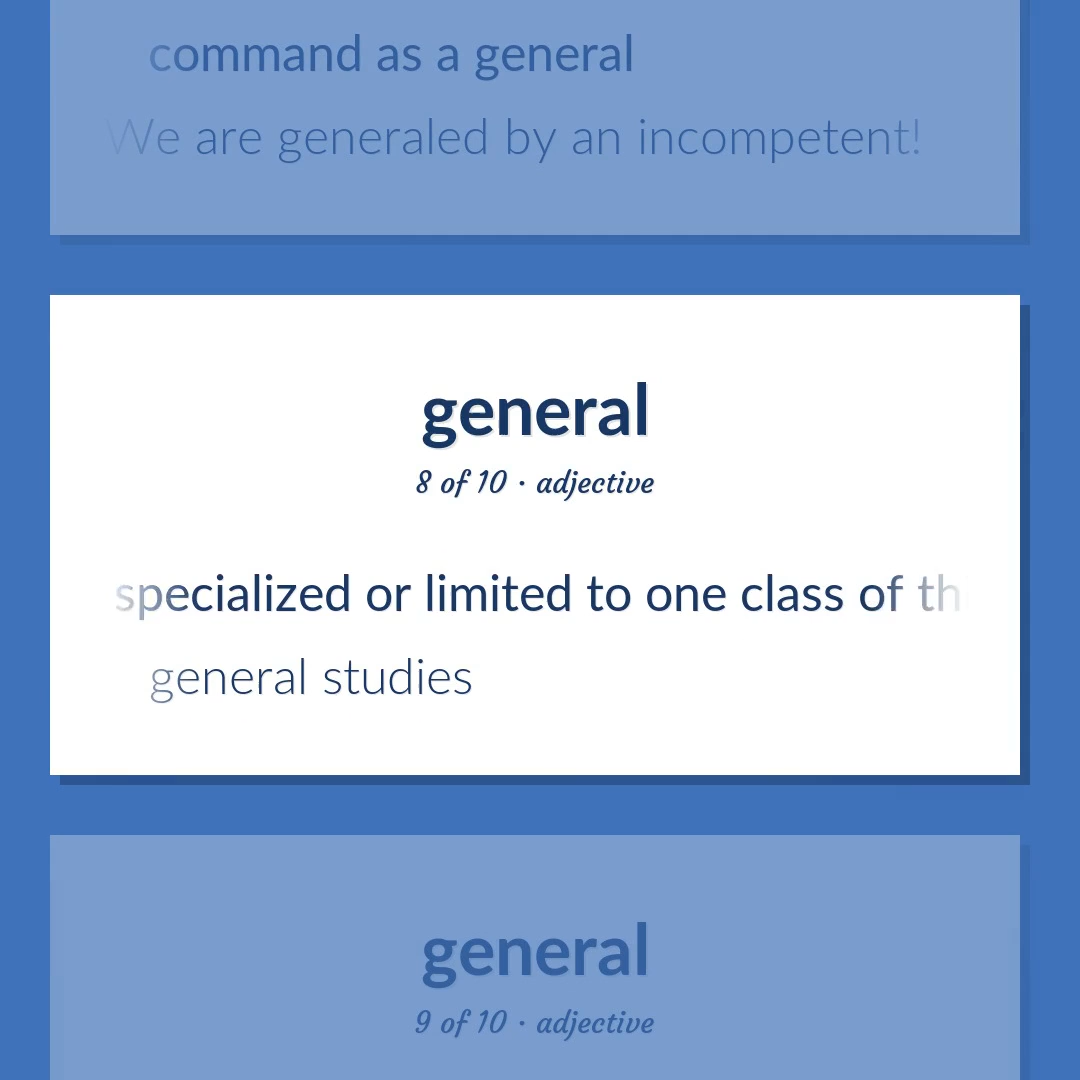 command as a general
We are generaled by an incompetent!
general
8 of 10 · adjective
specialized or limited to one class of
general studies
general
9 of 10 · adjective